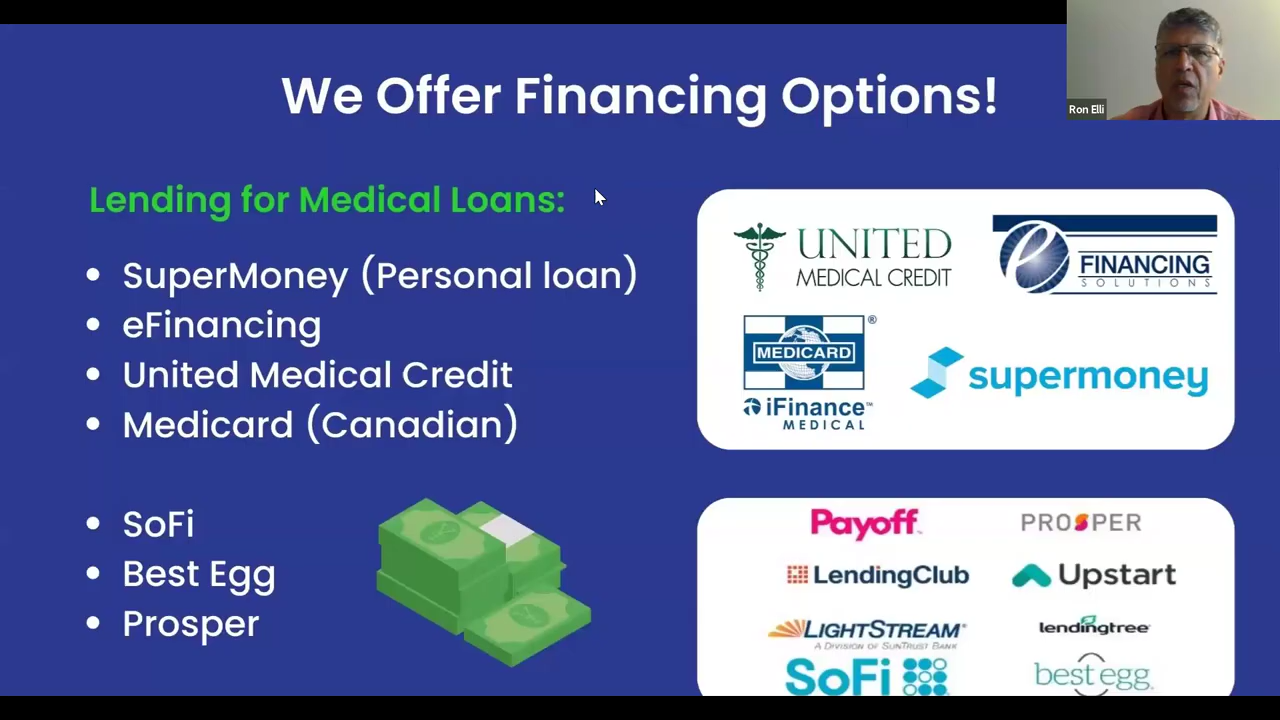 We Offer Financing Options!
Ron Elli
Lending for Medical Loans:
• SuperMoney (Personal loan)
• eFinancing
• United Medical Credit
• Medicard (Canadian)
• SoFi
• Best Egg
• Prosper
UNITED
MEDICAL CREDIT
e FINANCING
SOLUTIONS
MEDICARD ®
iFinance™
MEDICAL
supermoney
Payoff™
PROSPER
LendingClub
Upstart
LIGHTSTREAM®
A DIVISION OF SUNTRUST BANK
lendingtree®
SoFi
best egg